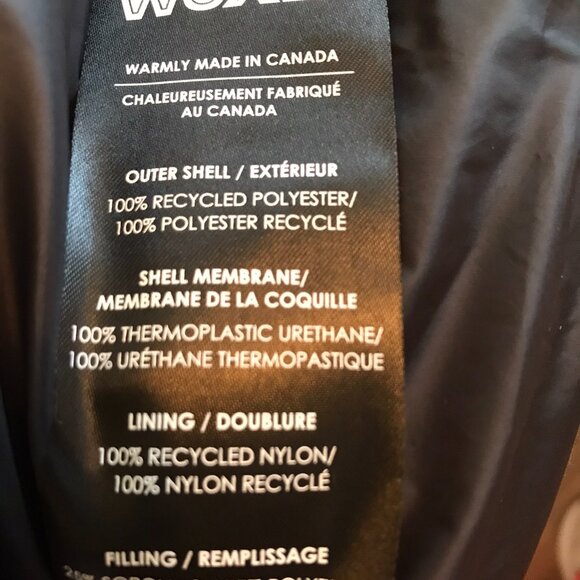 WARMLY MADE IN CANADA
CHALEUREUSEMENT FABRIQUÉ
AU CANADA
OUTER SHELL / EXTÉRIEUR
100% RECYCLED POLYESTER/
100% POLYESTER RECYCLÉ
SHELL MEMBRANE/
MEMBRANE DE LA COQUILLE
100% THERMOPLASTIC URETHANE/
100% URÉTHANE THERMOPASTIQUE
LINING / DOUBLURE
100% RECYCLED NYLON/
100% NYLON RECYCLÉ
FILLING / REMPLISSAGE